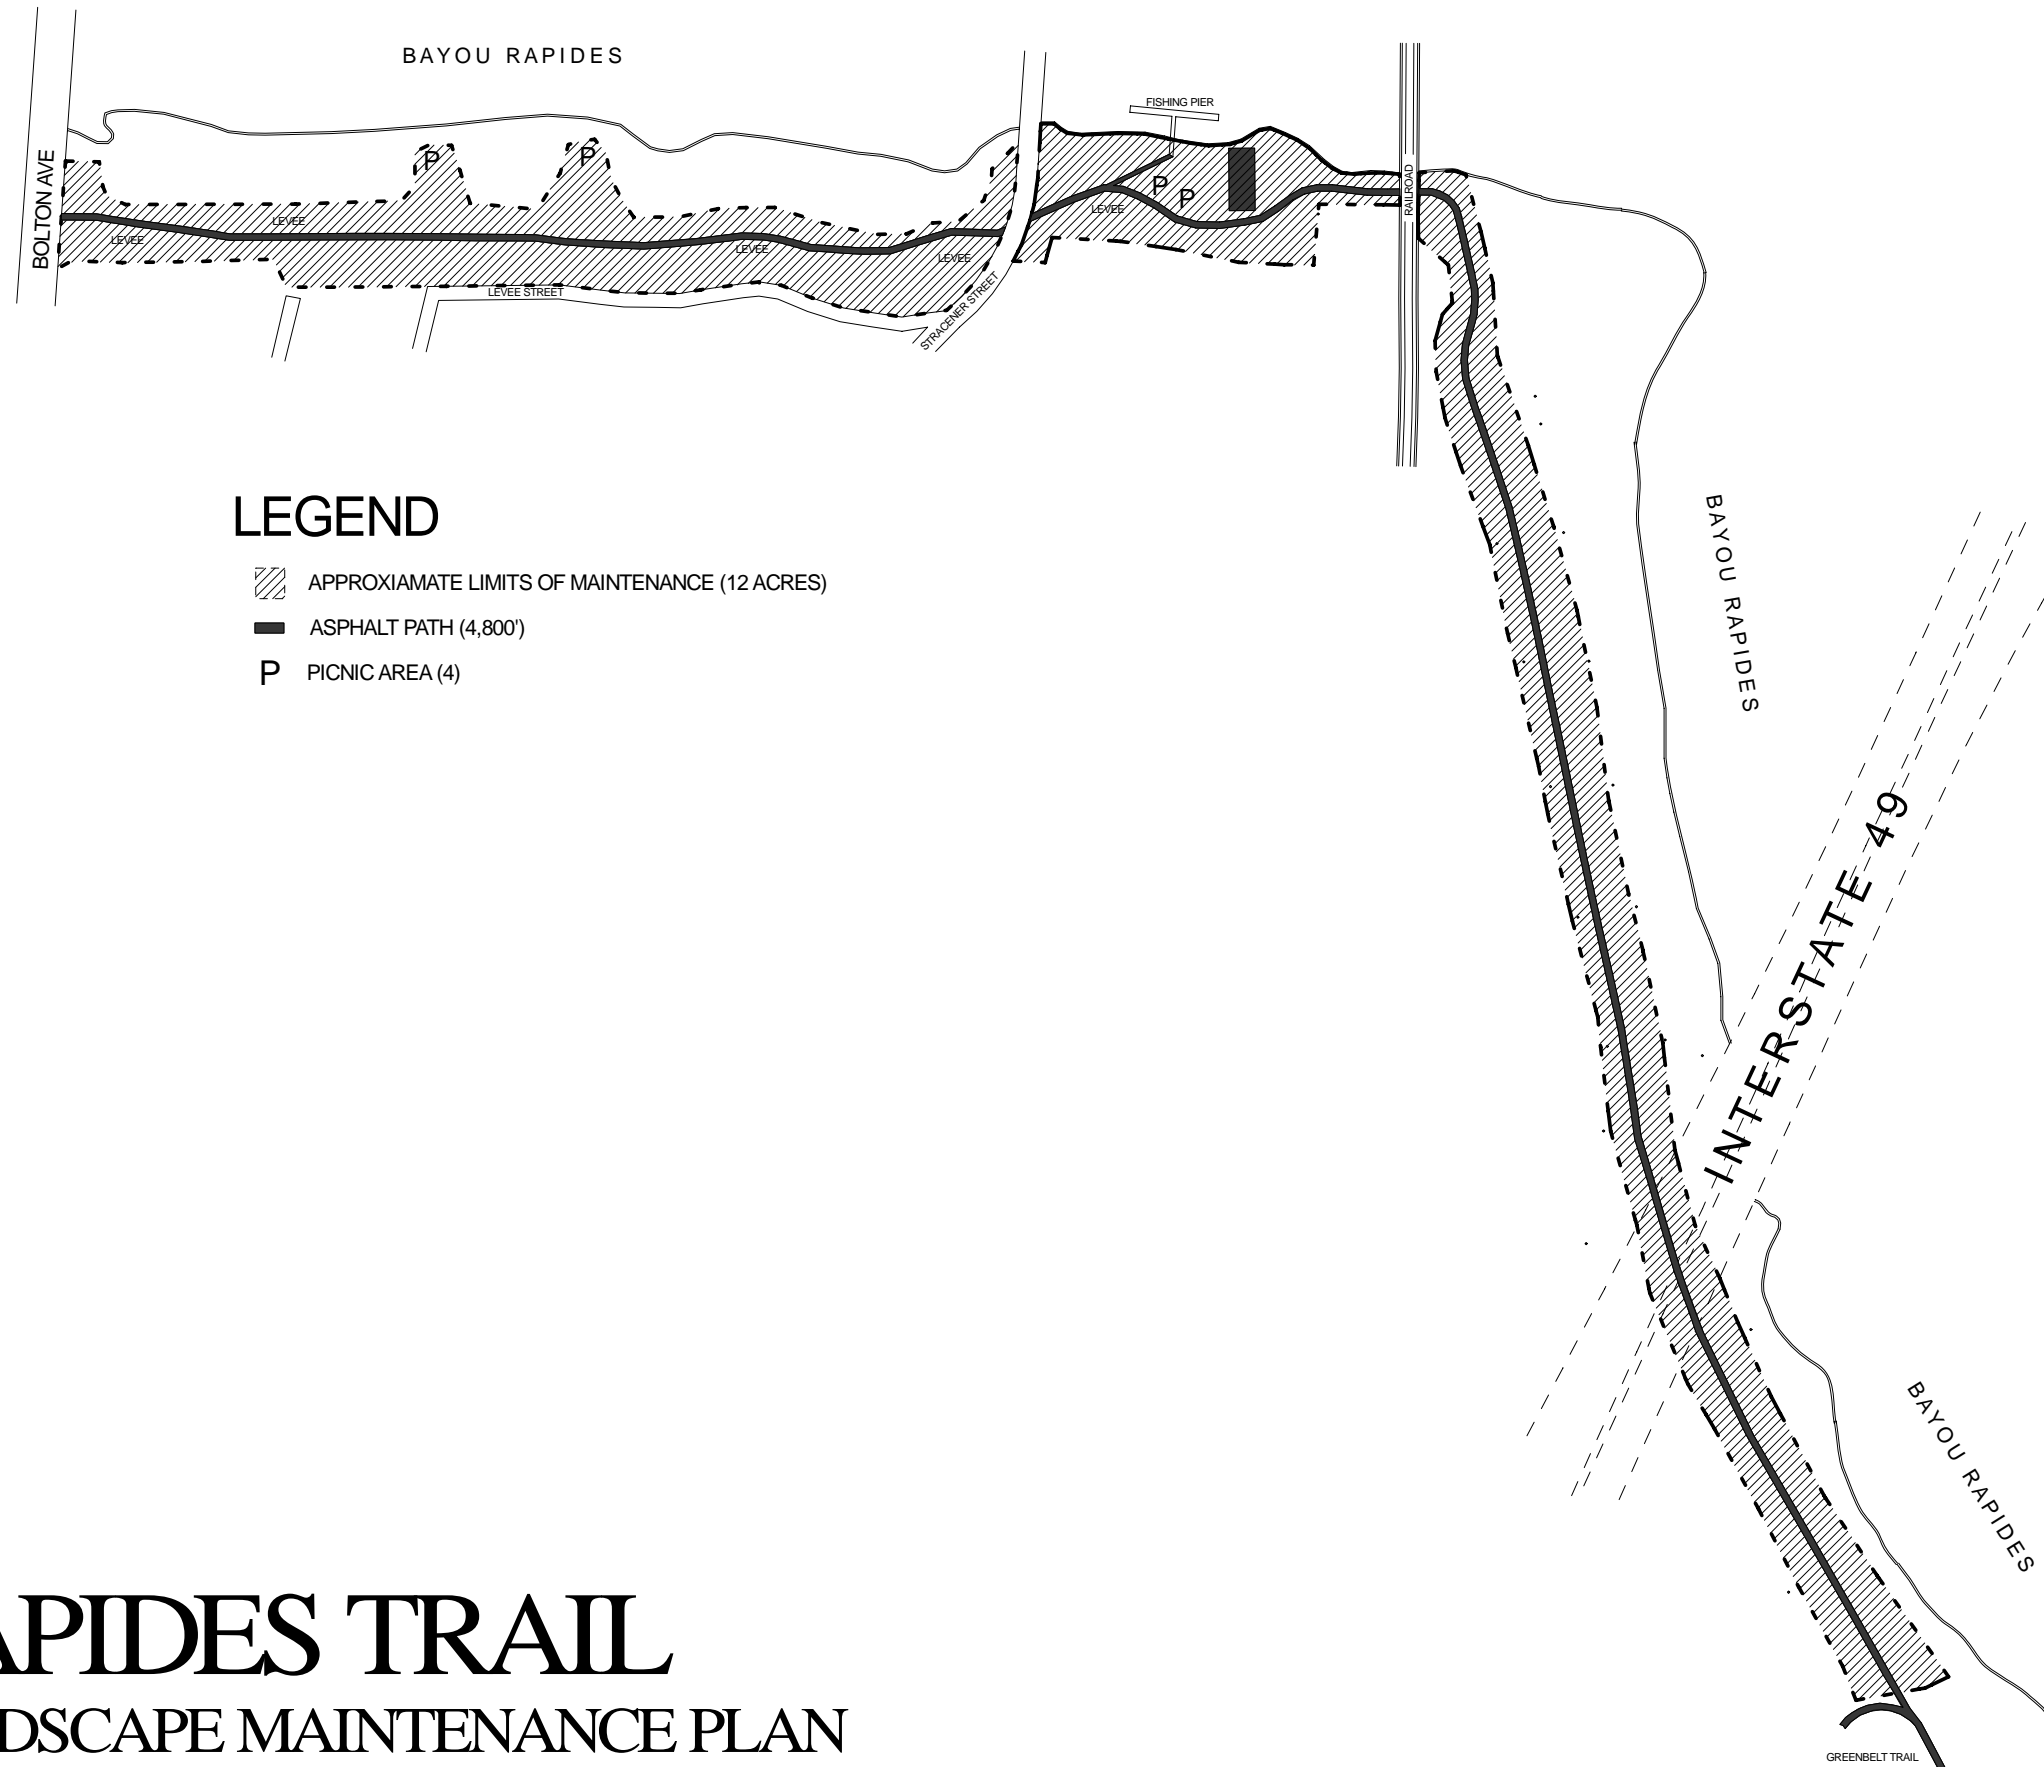 BAYOU RAPIDES
FISHING PIER
BOLTON AVE
RAILROAD
P
P
P
P
LEVEE
LEVEE
LEVEE
LEVEE
LEVEE
LEVEE STREET
STRACENER STREET
LEGEND
APPROXIAMATE LIMITS OF MAINTENANCE (12 ACRES)
ASPHALT PATH (4,800')
P PICNIC AREA (4)
BAYOU RAPIDES
INTERSTATE 49
BAYOU RAPIDES
APIDES TRAIL
DSCAPE MAINTENANCE PLAN
GREENBELT TRAIL